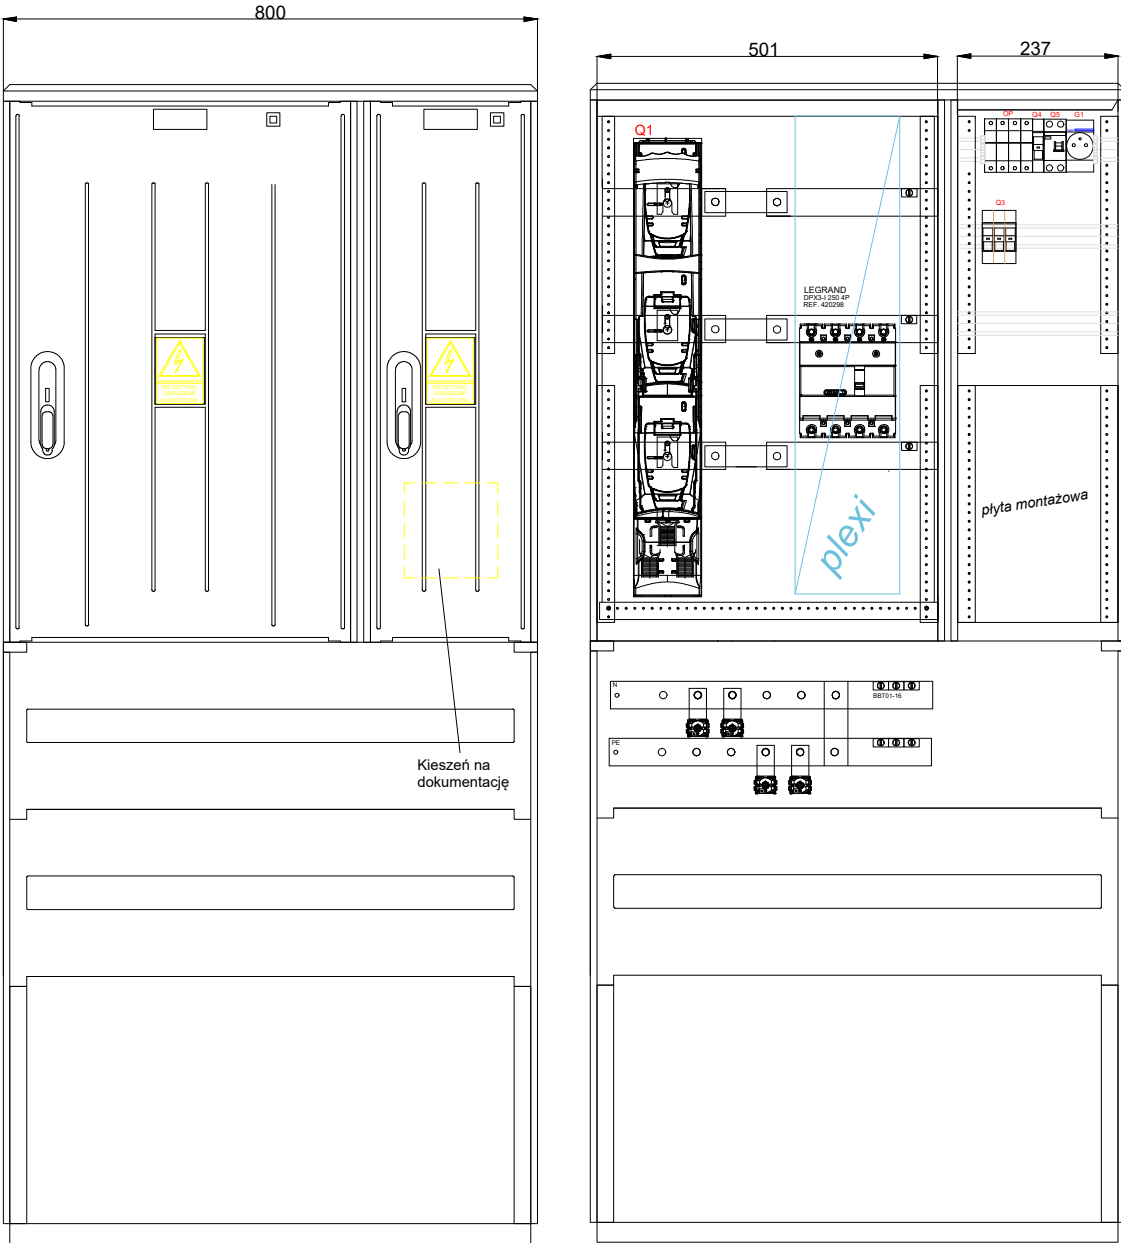 800
501
237
Q1
OP
Q4
Q5
G1
Q3
LEGRAND
DPX3-I 250 4P
REF. 420298
plexi
płyta montażowa
N
BBT01-16
PE
Kieszeń na
dokumentację